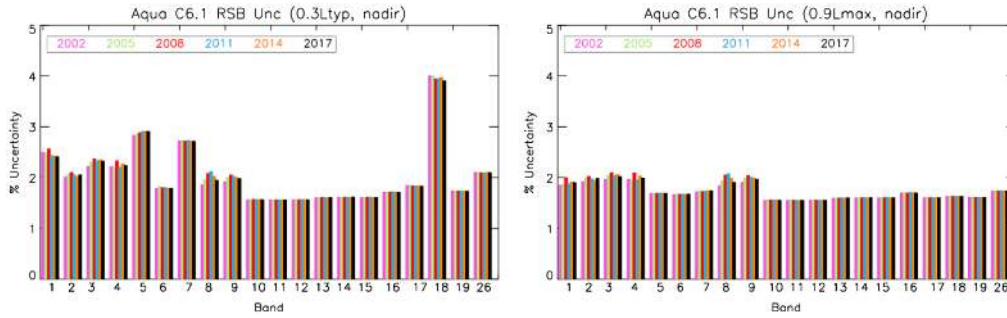 Aqua C6.1 RSB Unc (0.3Ltyp, nadir)
5
2002 2005 2008 2011 2014 2017
4
3
2
1
0
% Uncertainty
1 2 3 4 5 6 7 8 9 10 11 12 13 14 15 16 17 18 19 26
Band
Aqua C6.1 RSB Unc (0.9Lmax, nadir)
5
2002 2005 2008 2011 2014 2017
4
3
2
1
0
% Uncertainty
1 2 3 4 5 6 7 8 9 10 11 12 13 14 15 16 17 18 19 26
Band